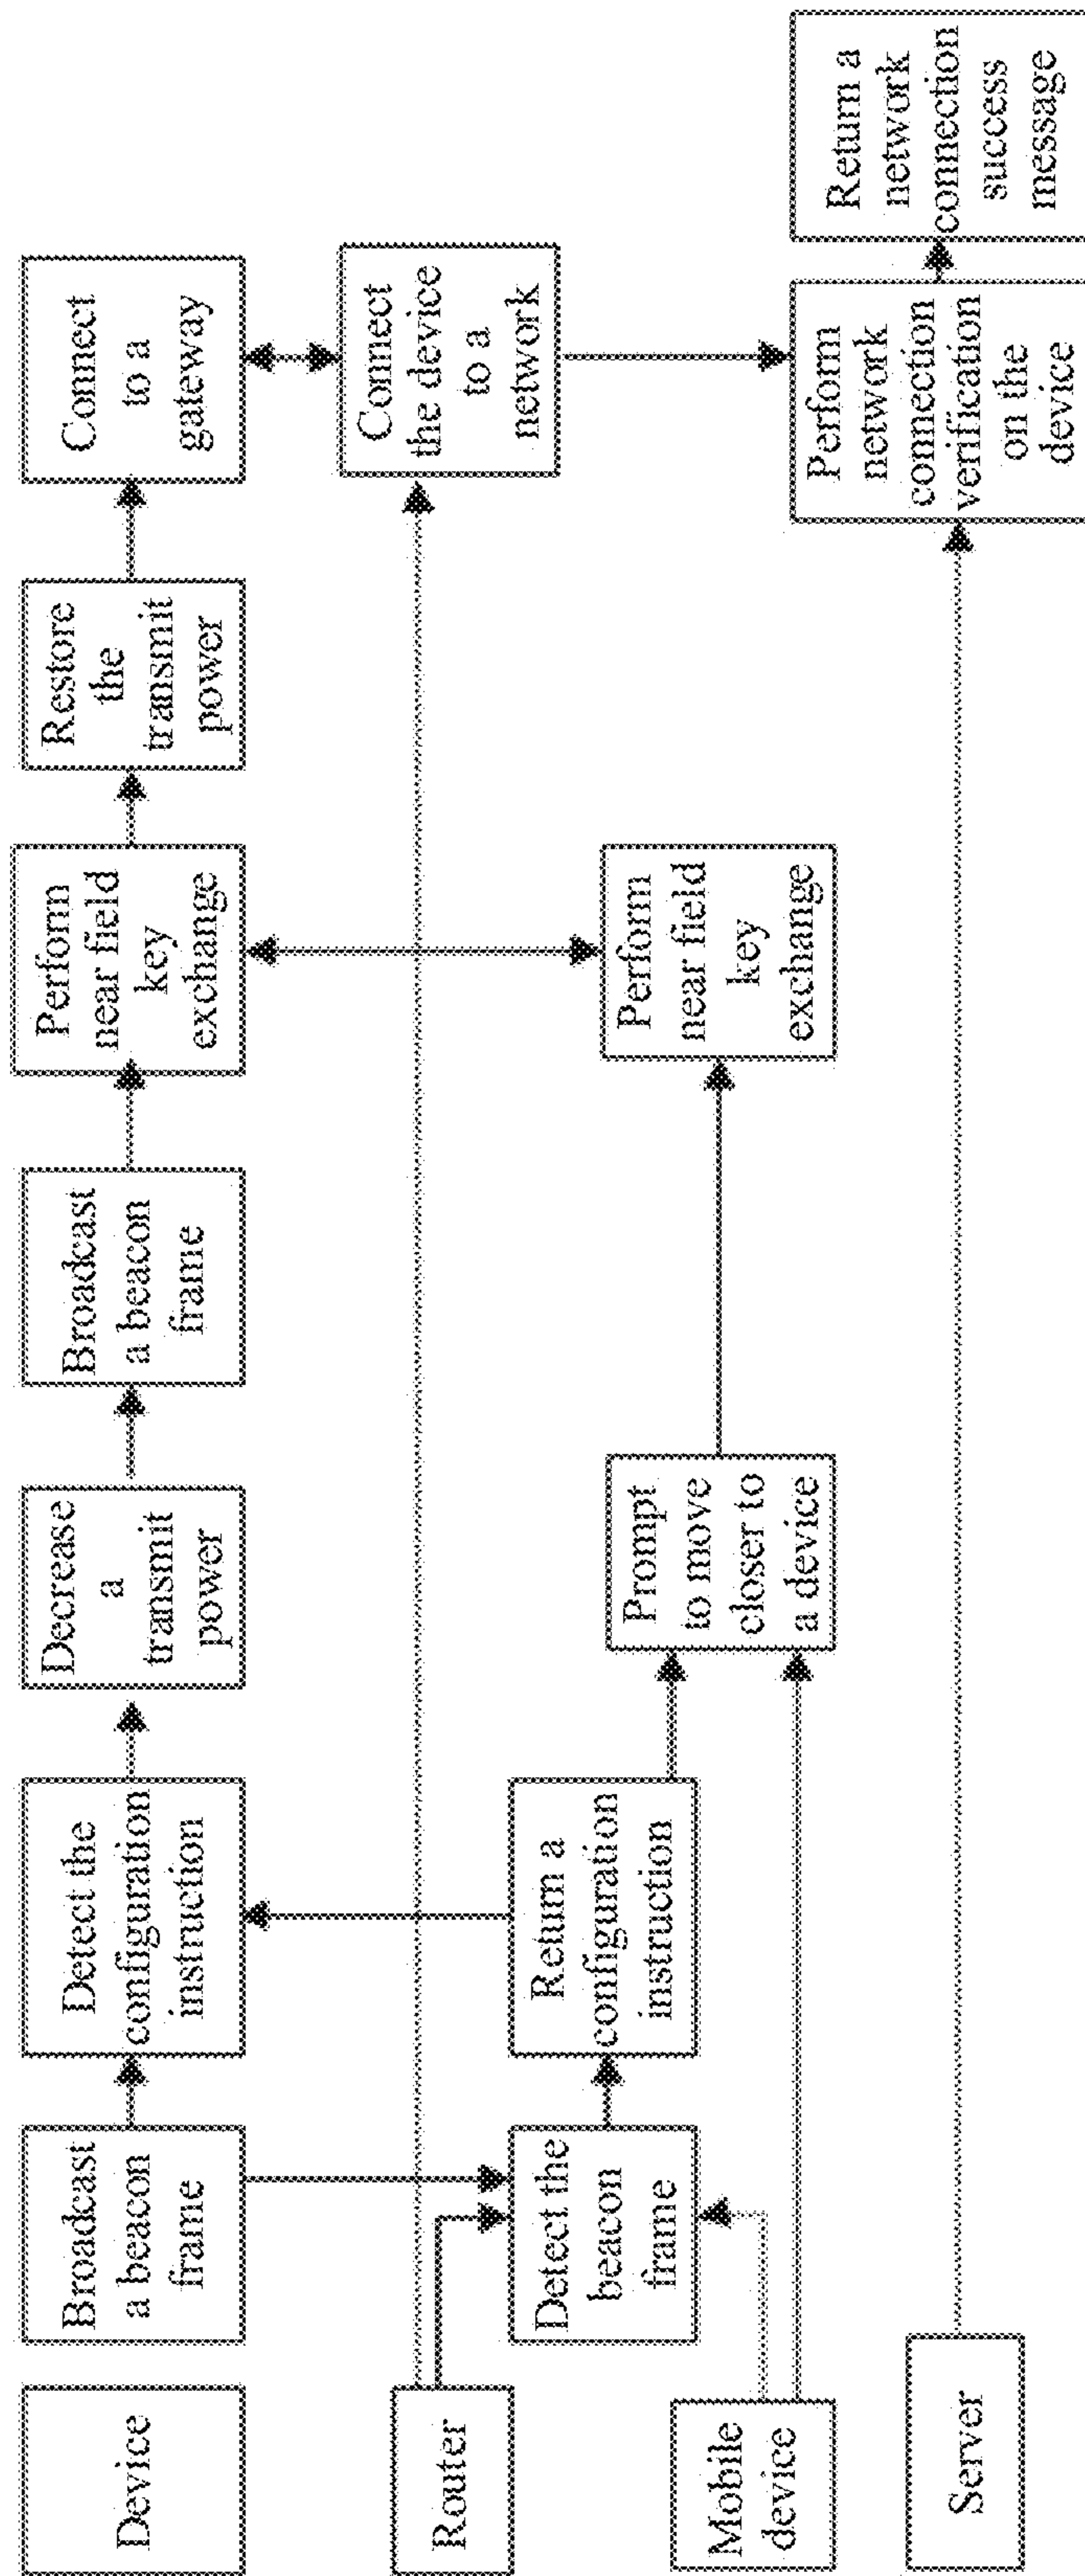 Device
Broadcast
a beacon
frame
Detect the
configuration
instruction
Decrease
a
transmit
power
Broadcast
a beacon
frame
Perform
near field
key
exchange
Restore
the
transmit
power
Connect
to a
gateway
Router
Connect
the device
to a
network
Detect the
beacon
frame
Return a
configuration
instruction
Mobile
device
Prompt
to move
closer to
a device
Perform
near field
key
exchange
Server
Perform
network
connection
verification
on the
device
Return a
network
connection
success
message